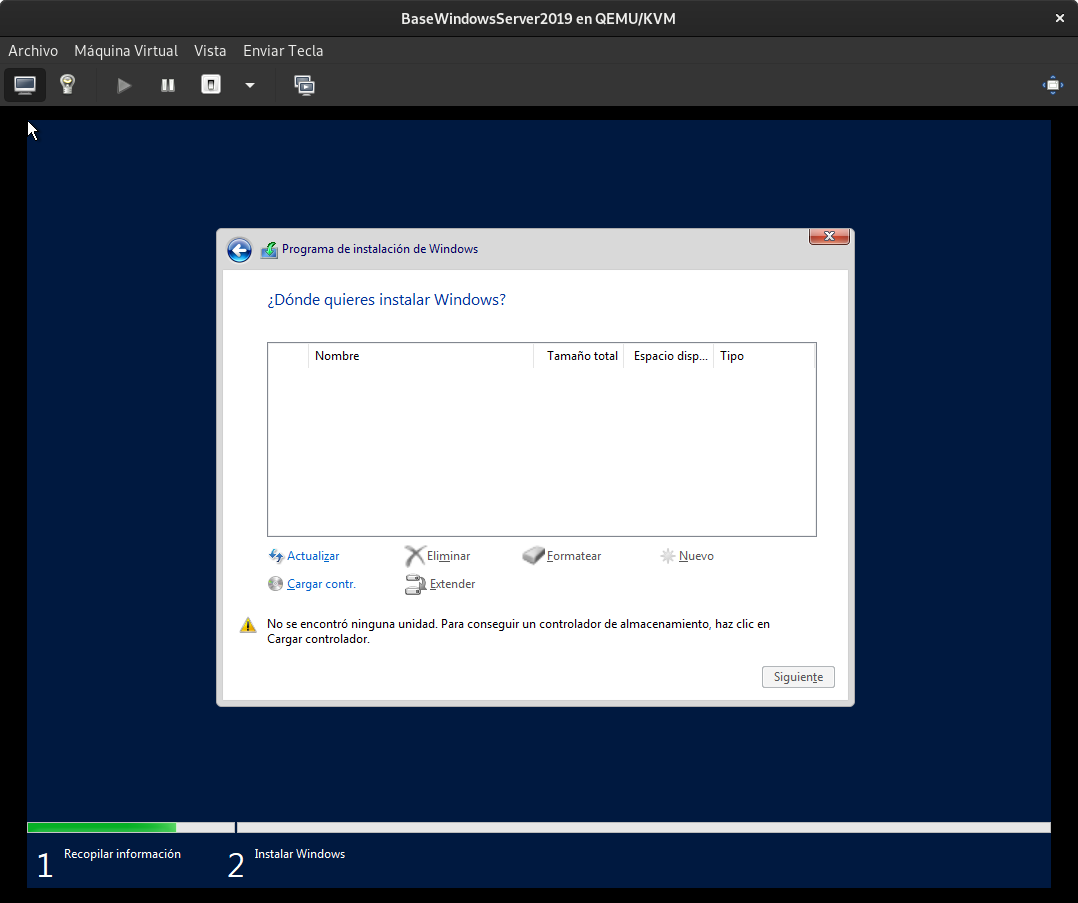 BaseWindowsServer2019 en QEMU/KVM
Archivo Máquina Virtual Vista Enviar Tecla
Programa de instalación de Windows
¿Dónde quieres instalar Windows?
Nombre Tamaño total Espacio disp... Tipo
Actualizar Eliminar Formatear Nuevo
Cargar contr. Extender
No se encontró ninguna unidad. Para conseguir un controlador de almacenamiento, haz clic en
Cargar controlador.
Siguiente
1 Recopilar información 2 Instalar Windows